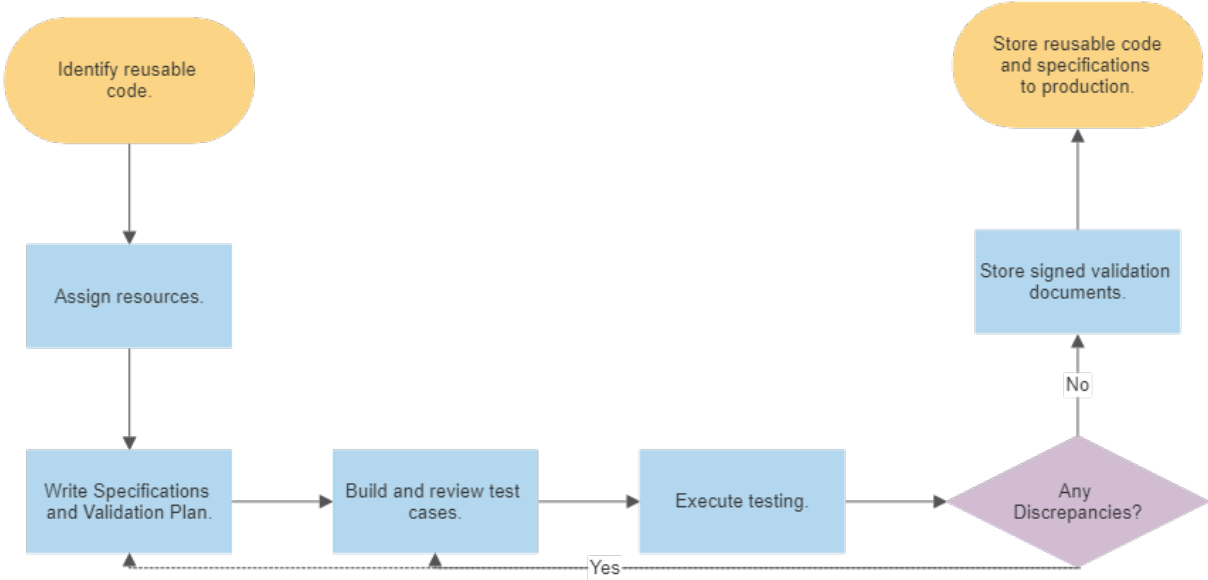 Identify reusable
code.
Assign resources.
Write Specifications
and Validation Plan.
Build and review test
cases.
Execute testing.
Any
Discrepancies?
Yes
No
Store signed validation
documents.
Store reusable code
and specifications
to production.